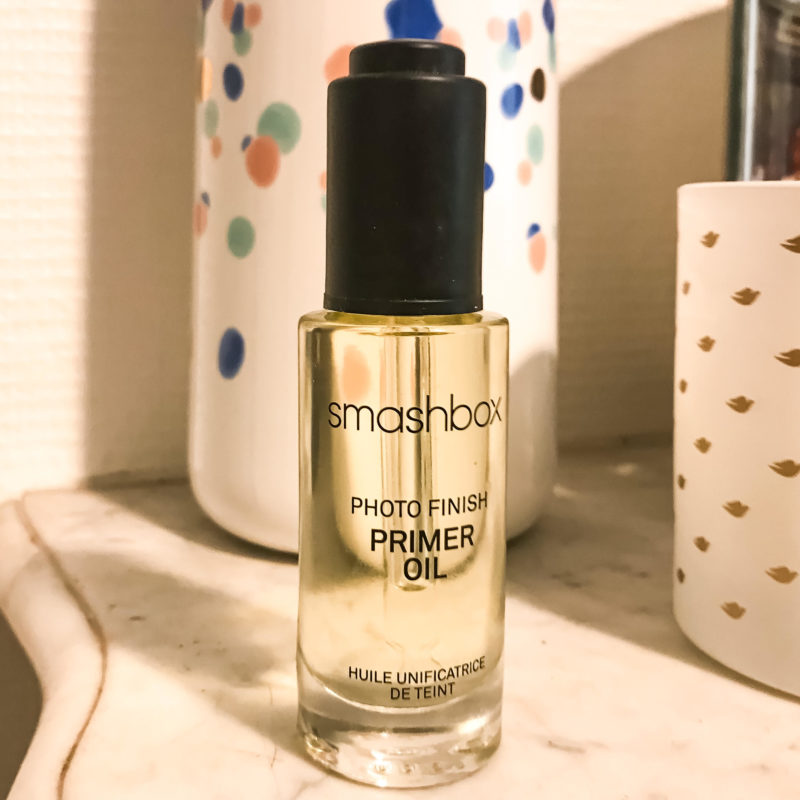 smashbox
PHOTO FINISH
PRIMER
OIL
HUILE UNIFICATRICE
DE TEINT